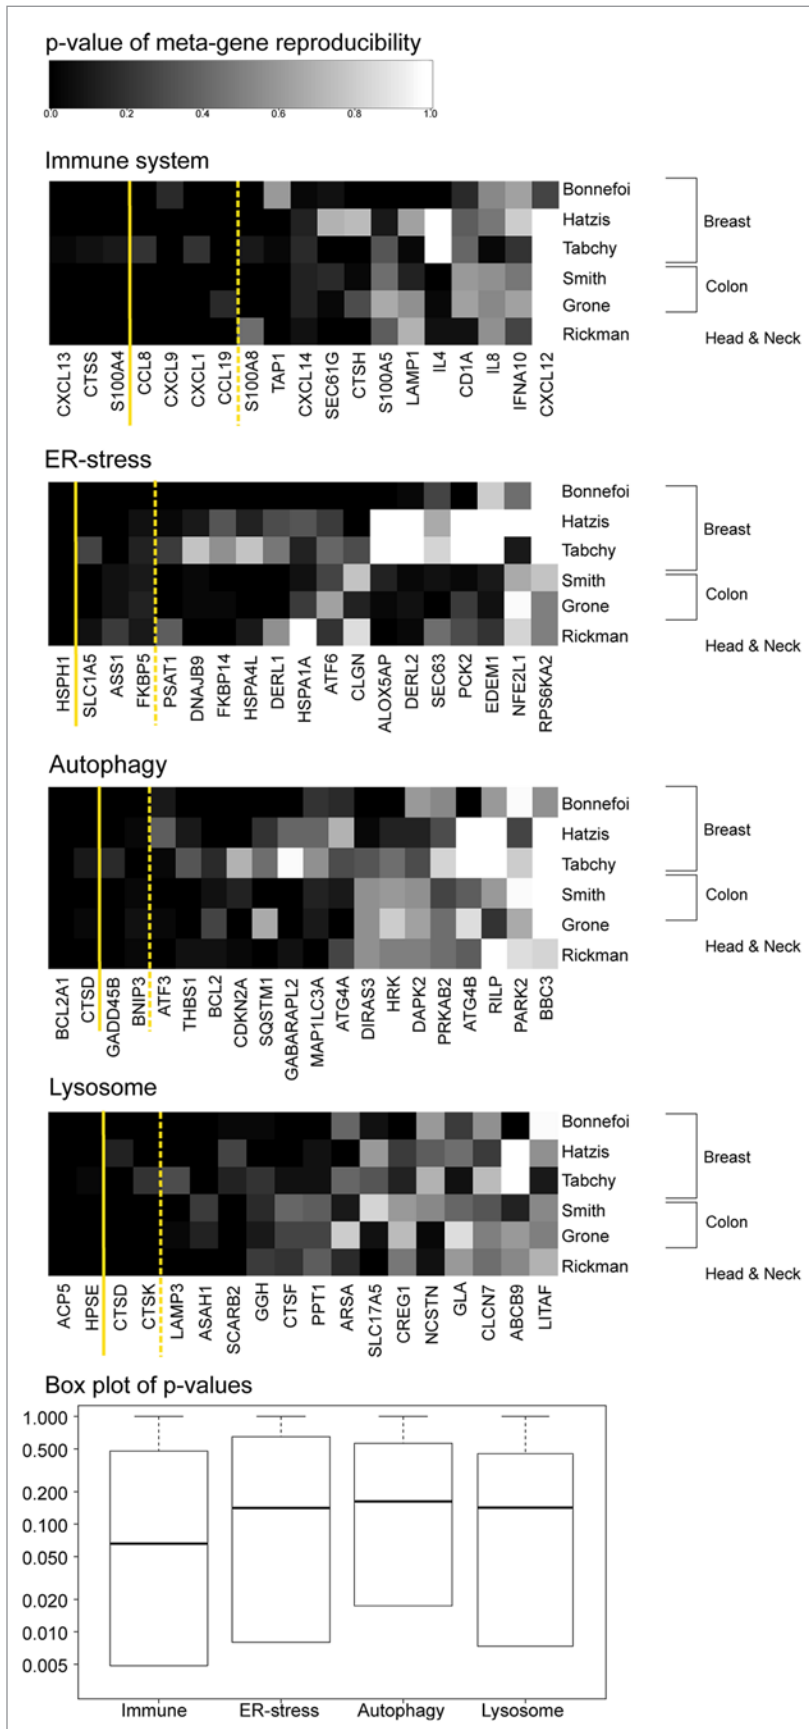 p-value of meta-gene reproducibility
0.0 0.2 0.4 0.6 0.8 1.0
Immune system
Bonnefoi
Hatzis
Tabchy
Smith
Grone
Rickman
Breast
Colon
Head & Neck
CXCL13 CTSS S100A4 CCL8 CXCL9 CXCL1 CCL19 S100A8 TAP1 CXCL14 SEC61G CTSH S100A5 LAMP1 IL4 CD1A IL8 IFNA10 CXCL12
ER-stress
Bonnefoi
Hatzis
Tabchy
Smith
Grone
Rickman
Breast
Colon
Head & Neck
HSPH1 SLC1A5 ASS1 FKBP5 PSAT1 DNAJB9 FKBP14 HSPA4L DERL1 HSPA1A ATF6 CLGN ALOX5AP DERL2 SEC63 PCK2 EDEM1 NFE2L1 RPS6KA2
Autophagy
Bonnefoi
Hatzis
Tabchy
Smith
Grone
Rickman
Breast
Colon
Head & Neck
BCL2A1 CTSD GADD45B BNIP3 ATF3 THBS1 BCL2 CDKN2A SQSTM1 GABARAPL2 MAP1LC3A ATG4A DIRAS3 HRK DAPK2 PRKAB2 ATG4B RILP PARK2 BBC3
Lysosome
Bonnefoi
Hatzis
Tabchy
Smith
Grone
Rickman
Breast
Colon
Head & Neck
ACP5 HPSE CTSD CTSK LAMP3 ASAH1 SCARB2 GGH CTSF PPT1 ARSA SLC17A5 CREG1 NCSTN GLA CLCN7 ABCB9 LITAF
Box plot of p-values
1.000
0.500
0.200
0.100
0.050
0.020
0.010
0.005
Immune ER-stress Autophagy Lysosome